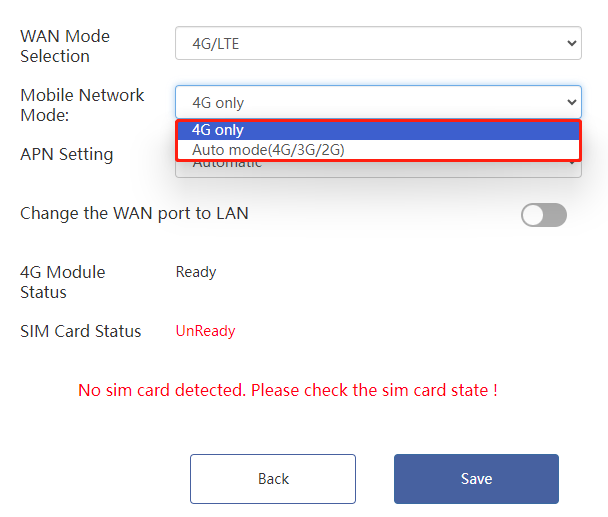 WAN Mode
Selection
4G/LTE
Mobile Network
Mode:
4G only
4G only
Auto mode(4G/3G/2G)
APN Setting
Automatic
Change the WAN port to LAN
4G Module
Status
Ready
SIM Card Status
UnReady
No sim card detected. Please check the sim card state !
Back
Save